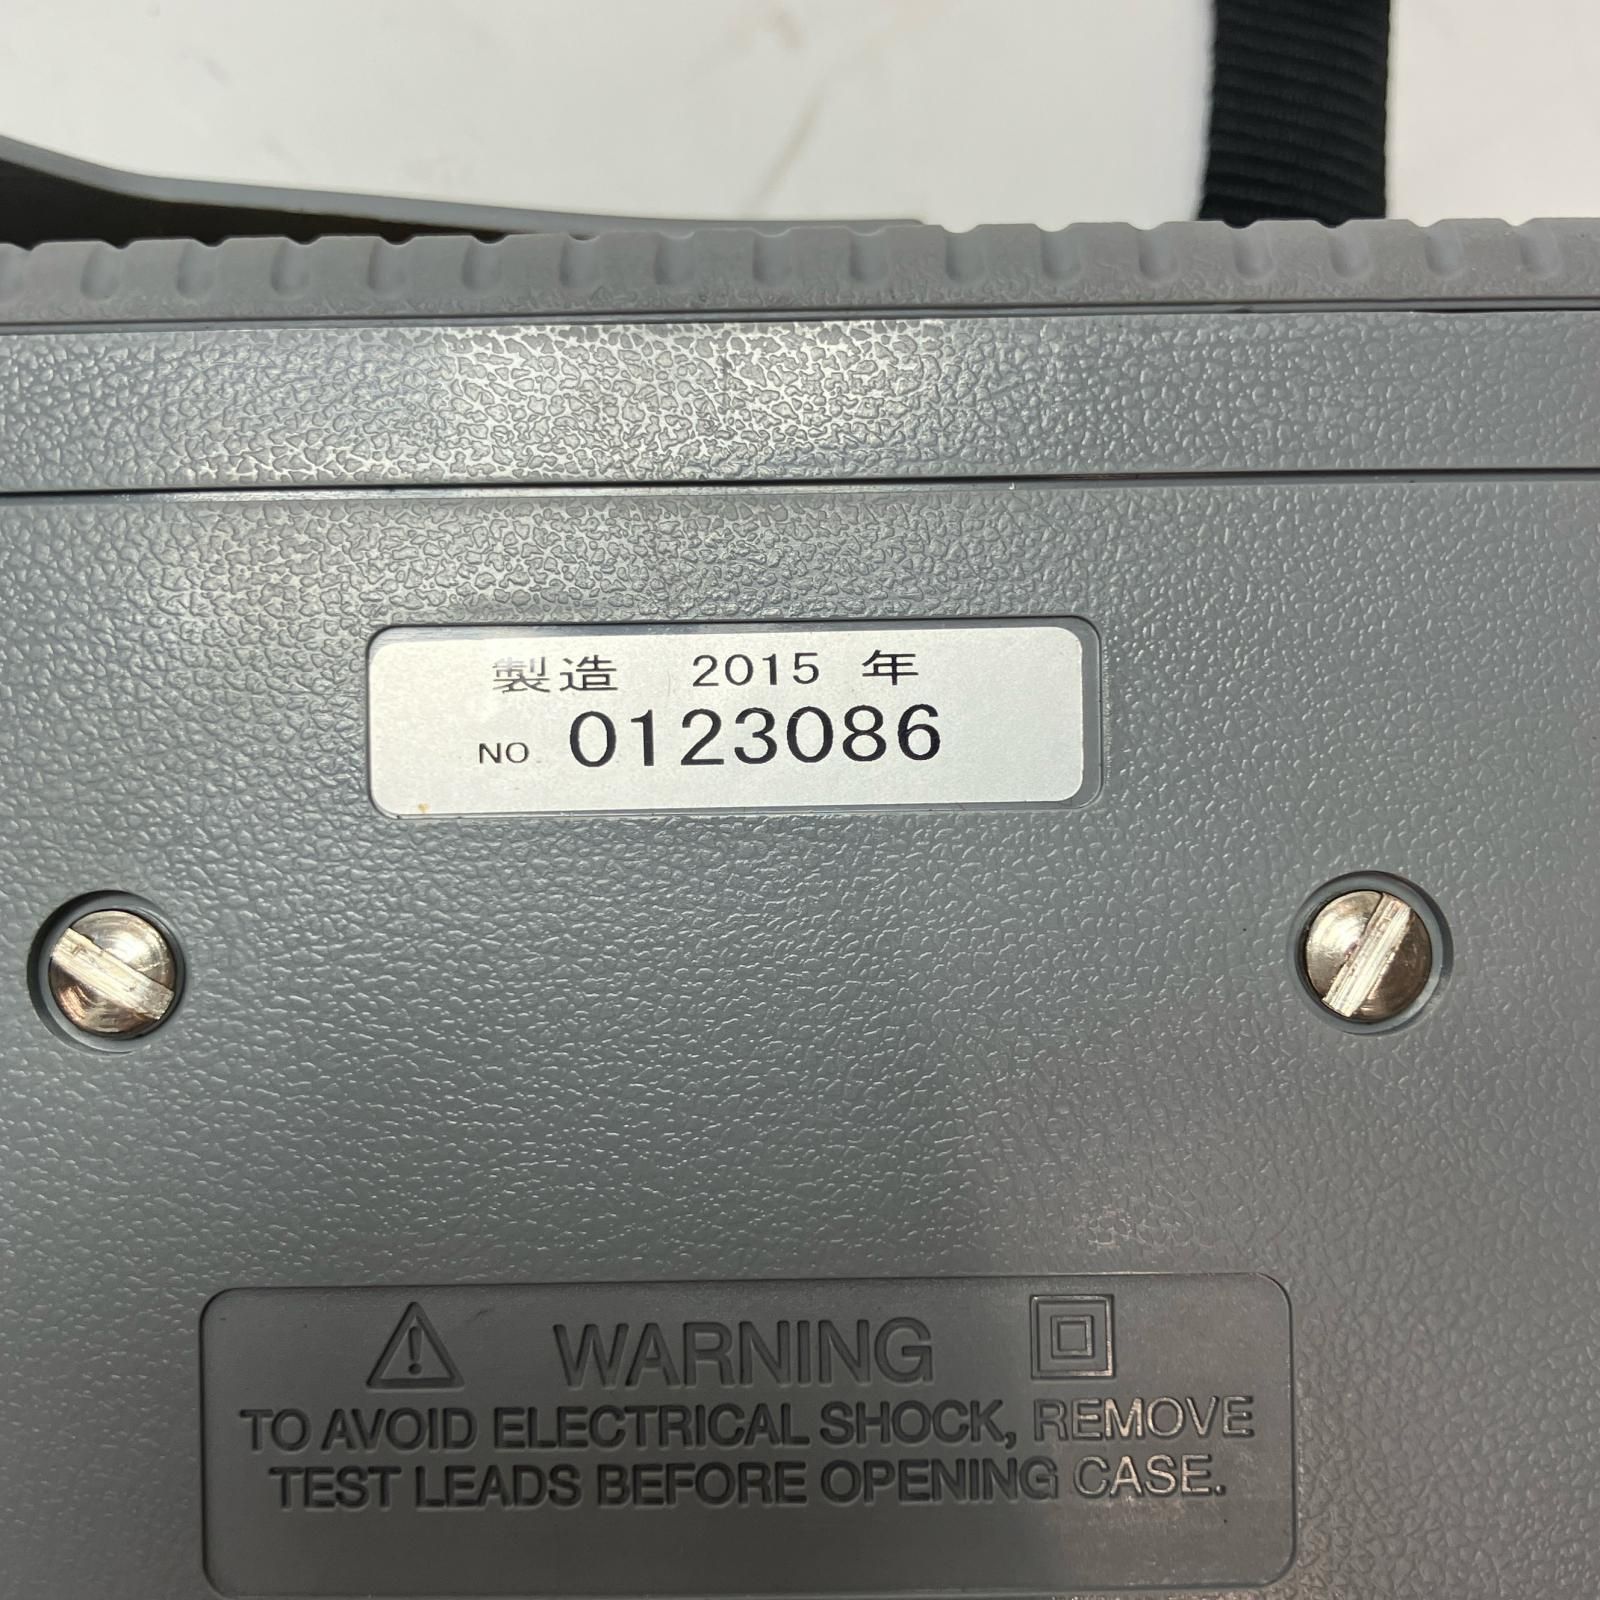 製造 2015 年
NO. 0123086
WARNING
TO AVOID ELECTRICAL SHOCK, REMOVE
TEST LEADS BEFORE OPENING CASE.